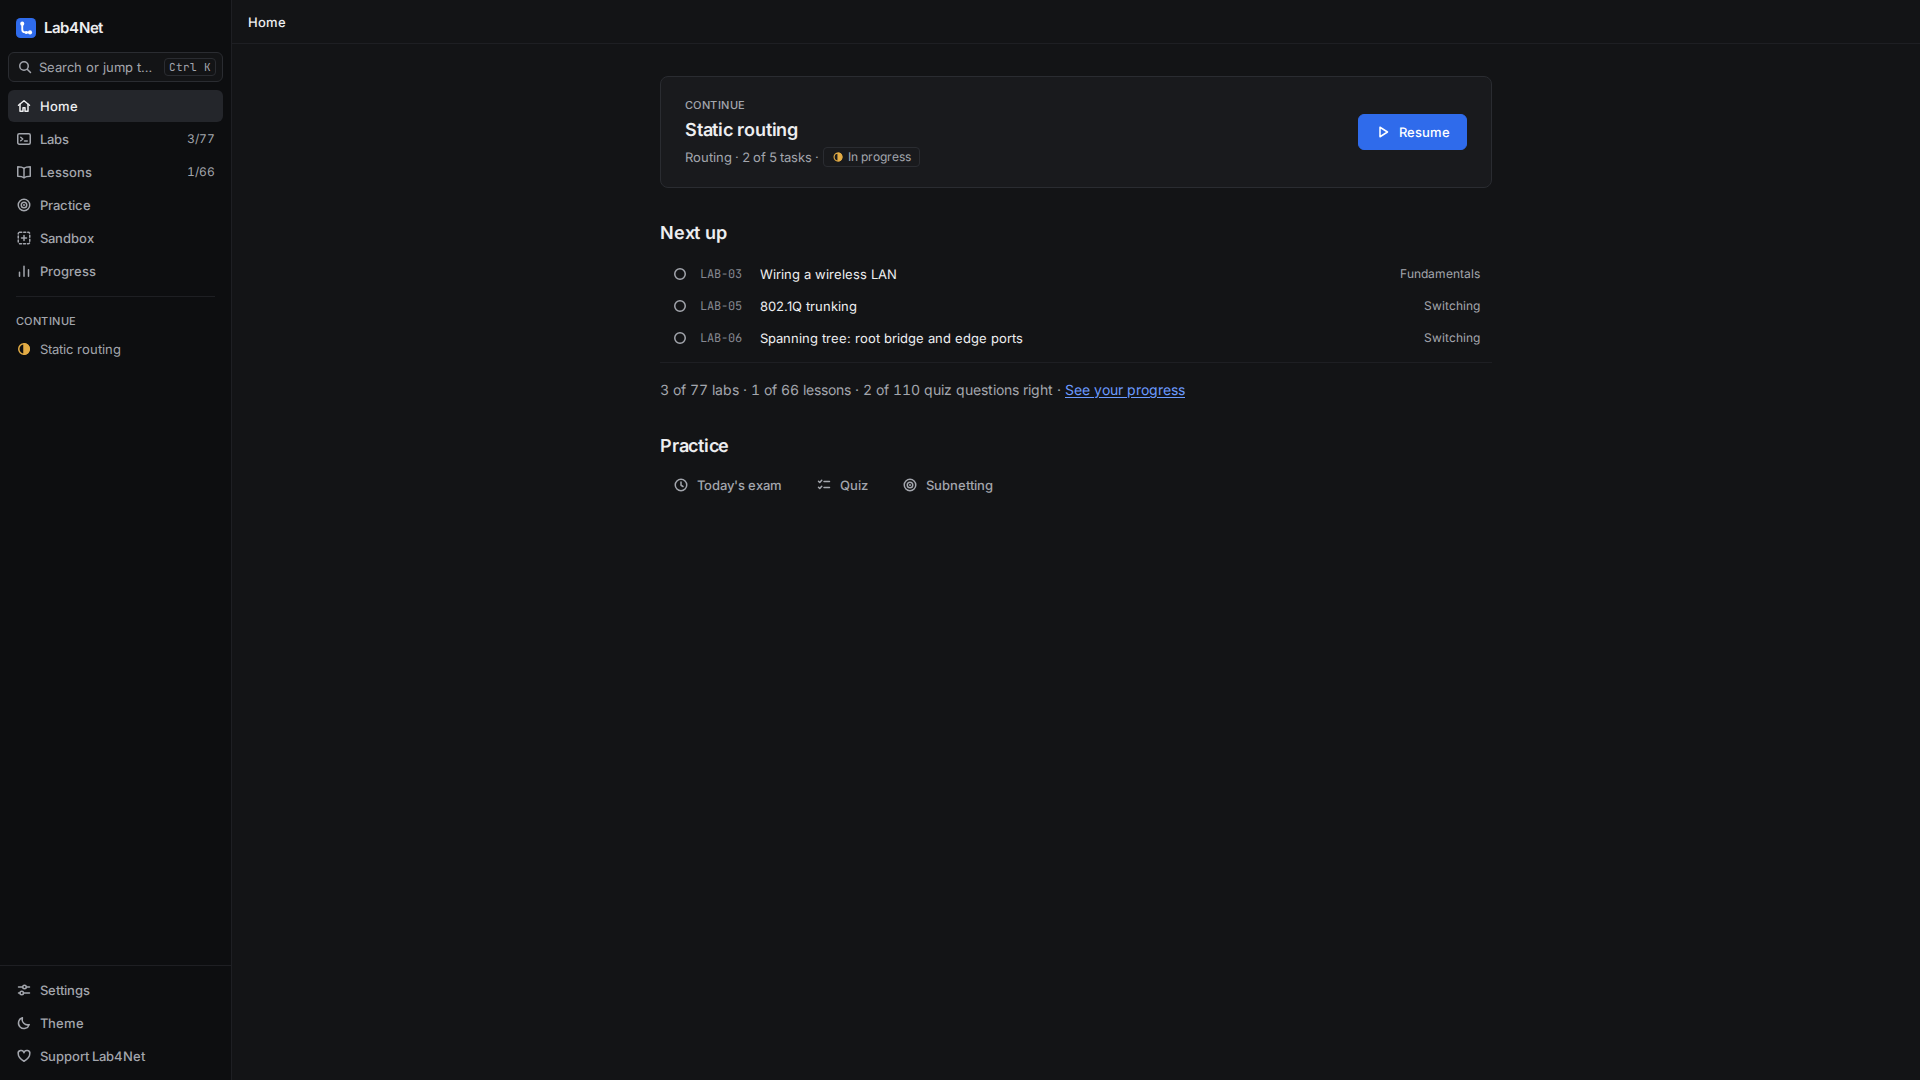 Lab4Net
Search or jump t... Ctrl K
Home
Labs 3/77
Lessons 1/66
Practice
Sandbox
Progress
CONTINUE
Static routing
Settings
Theme
Support Lab4Net
Home
CONTINUE
Static routing
Routing · 2 of 5 tasks · In progress
Resume
Next up
LAB-03 Wiring a wireless LAN Fundamentals
LAB-05 802.1Q trunking Switching
LAB-06 Spanning tree: root bridge and edge ports Switching
3 of 77 labs · 1 of 66 lessons · 2 of 110 quiz questions right · See your progress
Practice
Today's exam Quiz Subnetting